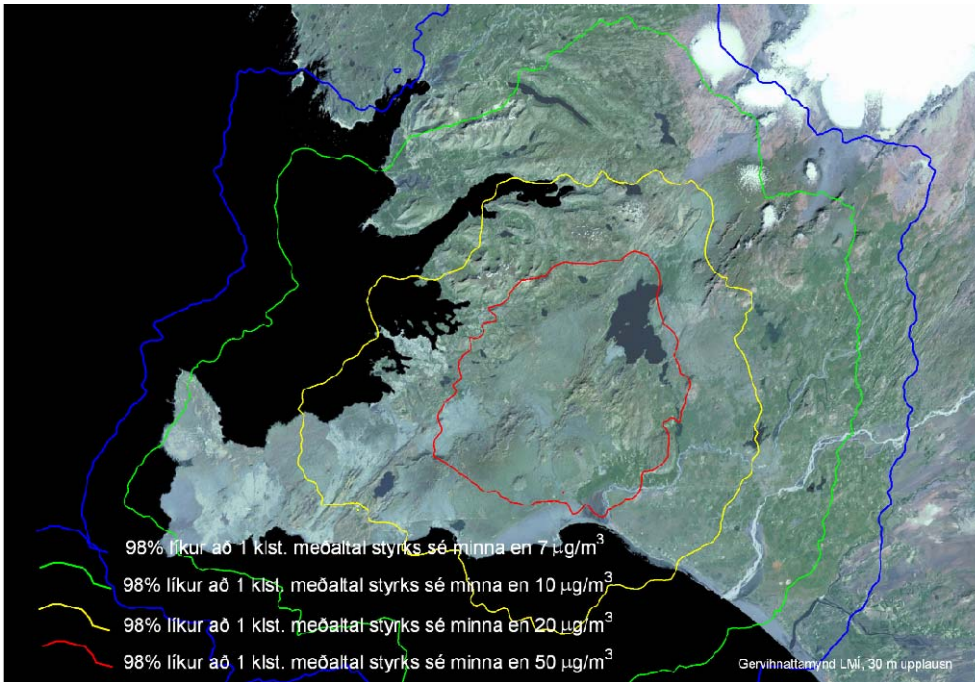 98% líkur að 1 klst. meðaltal styrks sé minna en 7 μg/m³
98% líkur að 1 klst. meðaltal styrks sé minna en 10 μg/m³
98% líkur að 1 klst. meðaltal styrks sé minna en 20 μg/m³
98% líkur að 1 klst. meðaltal styrks sé minna en 50 μg/m³
Gervihnattamynd LMÍ, 30 m upplausn